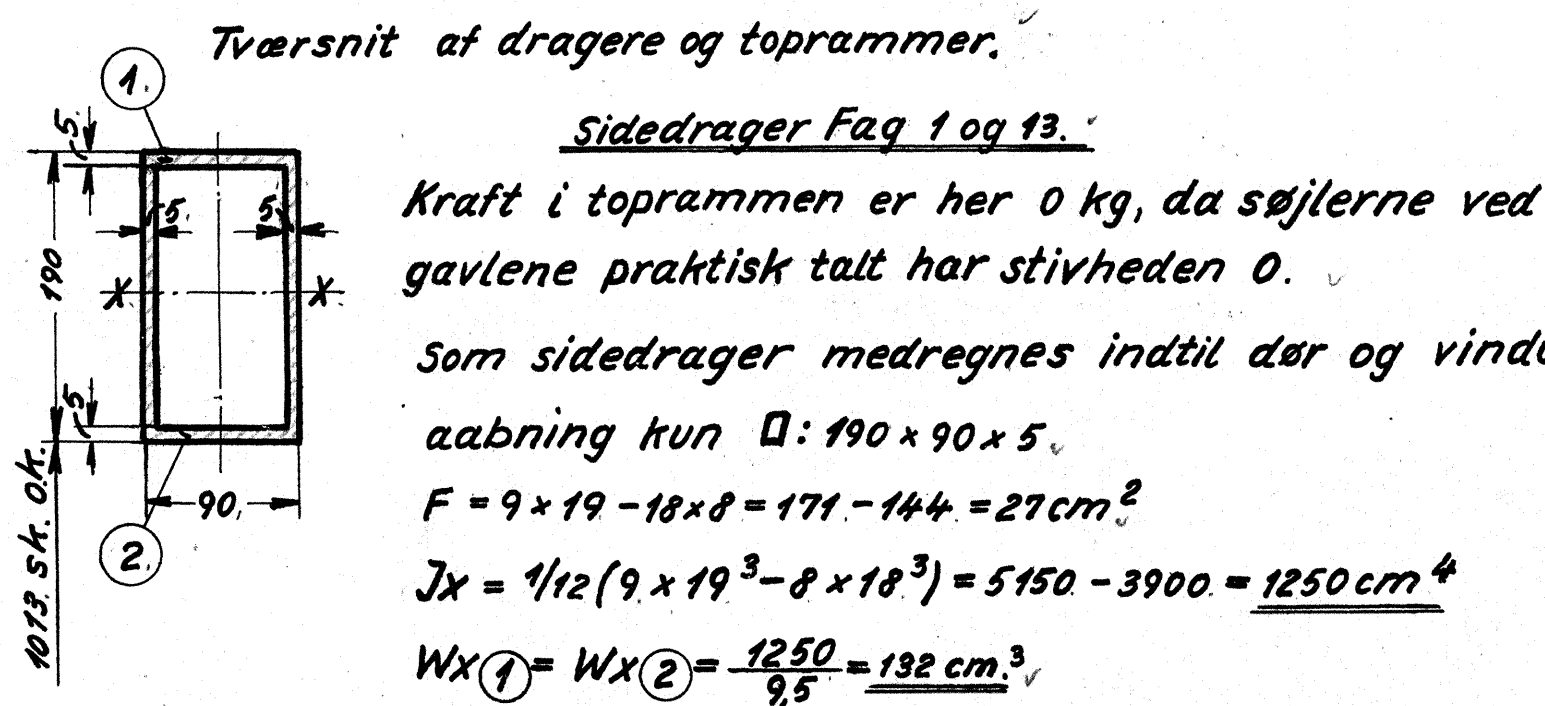 Tværsnit af dragere og toprammer.
1.
Sidedrager Fag 1 og 13.
5
5. 5
190
X X
5
90
2.
1013. sk. o.k.
Kraft i toprammen er her 0 kg, da søjlerne ved
gavlene praktisk talt har stivheden 0.
Som sidedrager medregnes indtil dør og
aabning kun □: 190 × 90 × 5
F = 9 × 19 - 18 × 8 = 171 - 144 = 27 cm²
Jx = 1/12 (9 × 19³ - 8 × 18³) = 5150 - 3900 = 1250 cm⁴
Wx① = Wx② = 1250/9,5 = 132 cm.³